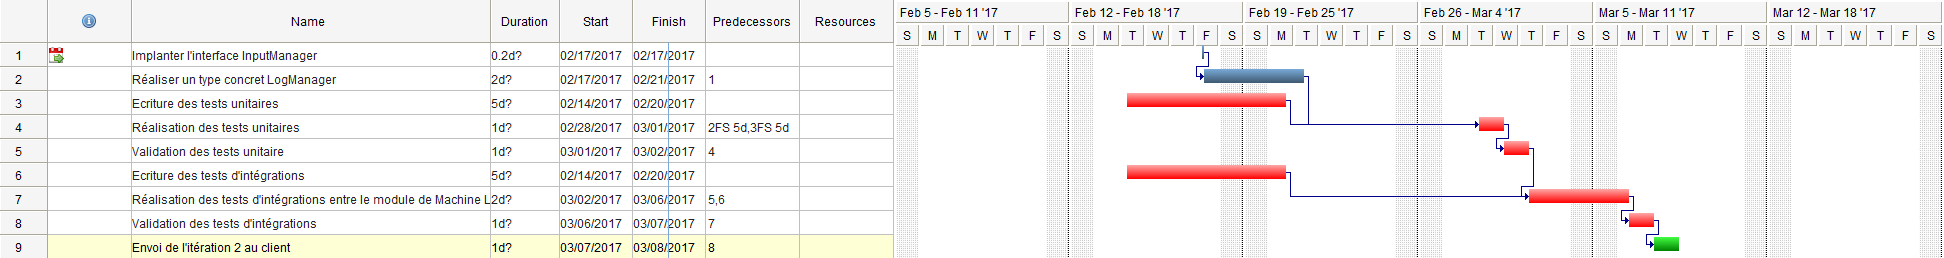 Name Duration Start Finish Predecessors Resources Feb 5 - Feb 11 '17 Feb 12 - Feb 18 '17 Feb 19 - Feb 25 '17 Feb 26 - Mar 4 '17 Mar 5 - Mar 11 '17 Mar 12 - Mar 18 '17
S M T W T F S S M T W T F S S M T W T F S S M T W T F S S M T W T F S S M T W T F S
1 Implanter l'interface InputManager 0.2d? 02/17/2017 02/17/2017
2 Réaliser un type concret LogManager 2d? 02/17/2017 02/21/2017 1
3 Ecriture des tests unitaires 5d? 02/14/2017 02/20/2017
4 Réalisation des tests unitaires 1d? 02/28/2017 03/01/2017 2FS 5d,3FS 5d
5 Validation des tests unitaire 1d? 03/01/2017 03/02/2017 4
6 Ecriture des tests d'intégrations 5d? 02/14/2017 02/20/2017
7 Réalisation des tests d'intégrations entre le module de Machine L 2d? 03/02/2017 03/06/2017 5,6
8 Validation des tests d'intégrations 1d? 03/06/2017 03/07/2017 7
9 Envoi de l'itération 2 au client 1d? 03/07/2017 03/08/2017 8